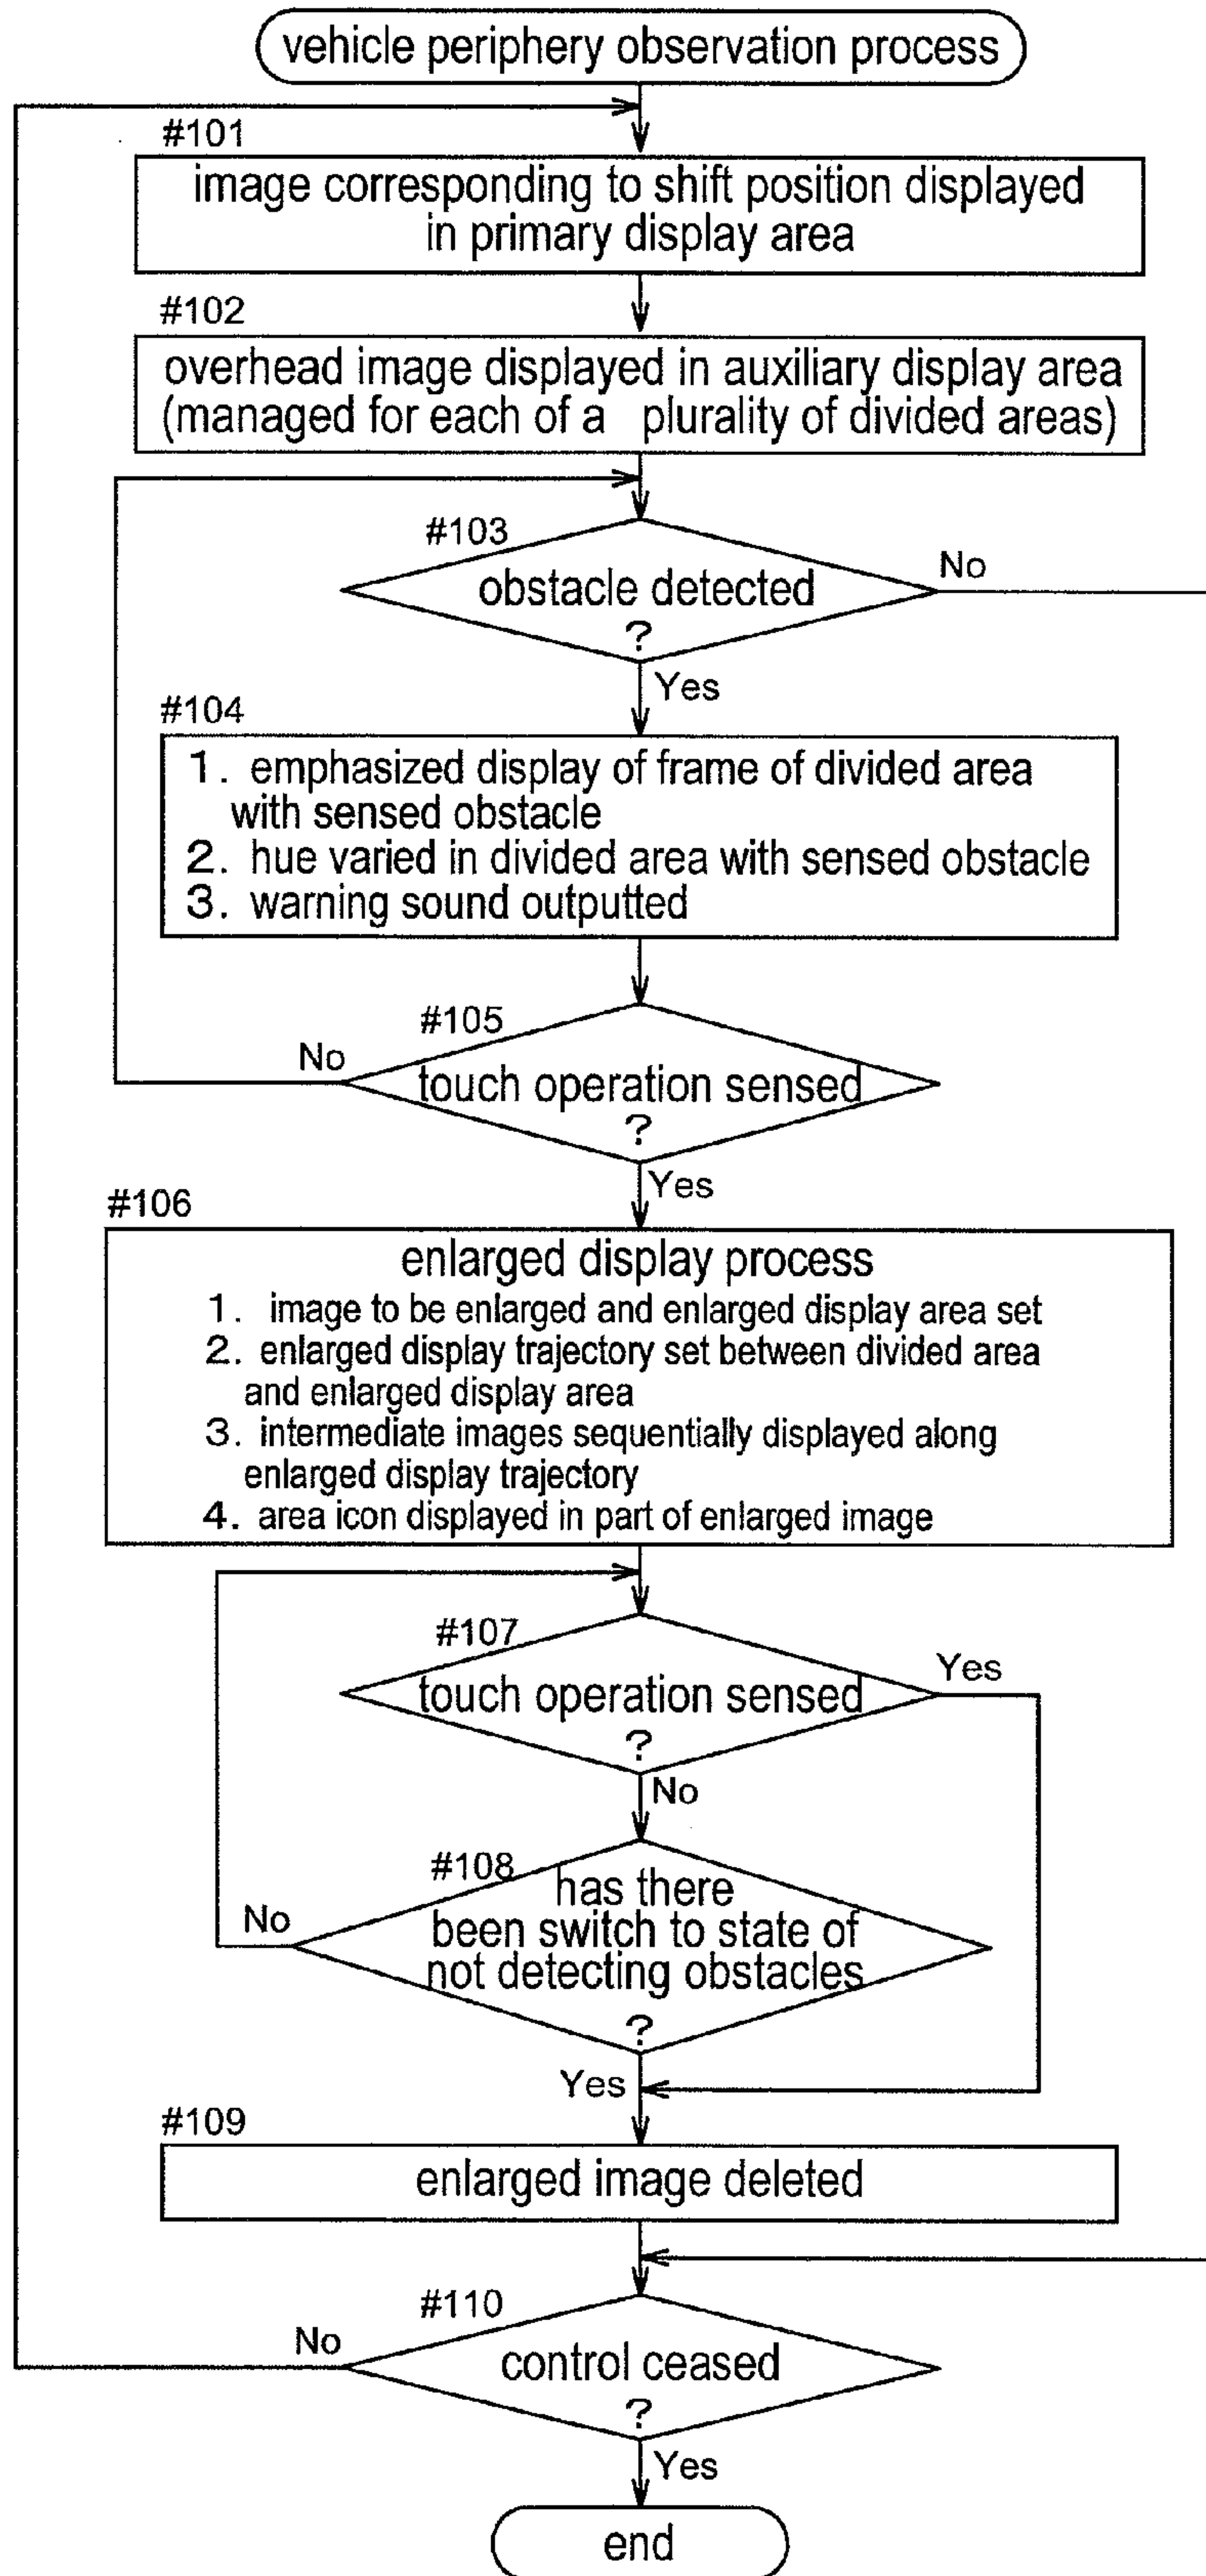 vehicle periphery observation process
#101
image corresponding to shift position displayed
in primary display area
#102
overhead image displayed in auxiliary display area
(managed for each of a plurality of divided areas)
#103
obstacle detected
?
No
Yes
#104
1. emphasized display of frame of divided area
with sensed obstacle
2. hue varied in divided area with sensed obstacle
3. warning sound outputted
#105
No
touch operation sensed
?
Yes
#106
enlarged display process
1. image to be enlarged and enlarged display area set
2. enlarged display trajectory set between divided area
and enlarged display area
3. intermediate images sequentially displayed along
enlarged display trajectory
4. area icon displayed in part of enlarged image
#107
Yes
touch operation sensed
?
No
#108
has there
No
been switch to state of
not detecting obstacles
?
Yes
#109
enlarged image deleted
#110
No
control ceased
?
Yes
end